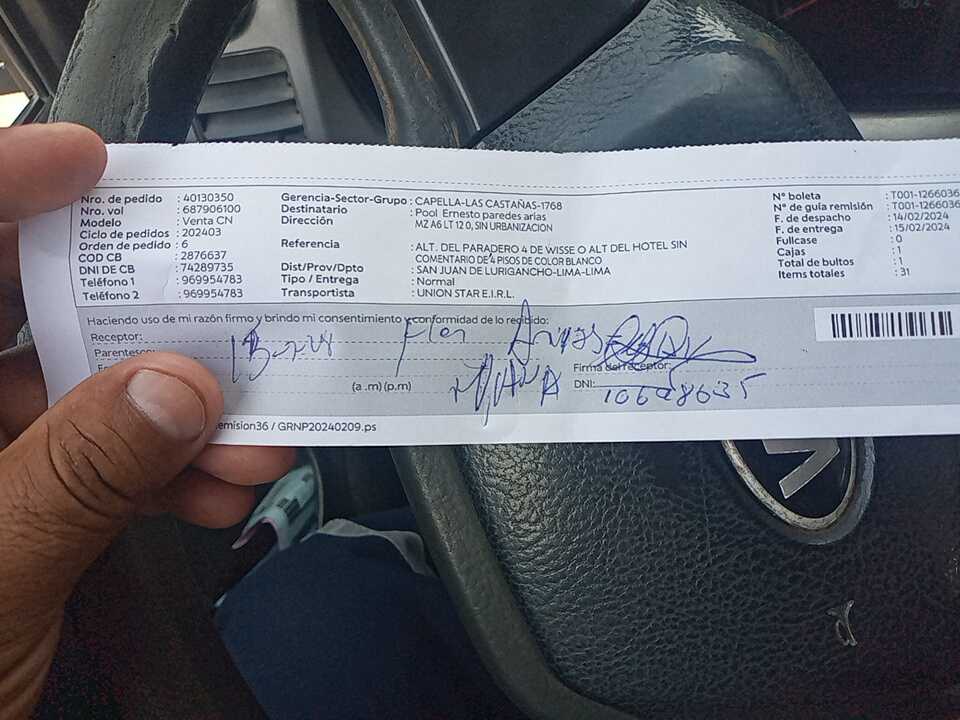 Nro. de pedido : 40130350
Nro. vol : 687906100
Modelo : Venta CN
Ciclo de pedidos : 202403
Orden de pedido : 6
COD CB : 2876637
DNI DE CB : 74289735
Teléfono 1 : 969954783
Teléfono 2 : 969954783
Gerencia-Sector-Grupo : CAPELLA-LAS CASTAÑAS-1768
Destinatario : Pool Ernesto paredes arias
Dirección : MZ A6 LT 12 0, SIN URBANIZACION
Referencia : ALT. DEL PARADERO 4 DE WISSE O ALT DEL HOTEL SIN
COMENTARIO DE 4 PISOS DE COLOR BLANCO
Dist/Prov/Dpto : SAN JUAN DE LURIGANCHO-LIMA-LIMA
Tipo / Entrega : Normal
Transportista : UNION STAR E.I.R.L.
N° boleta : T001-1266036
N° de guía remisión : T001-1266036
F. de despacho : 14/02/2024
F. de entrega : 15/02/2024
Fullcase : 0
Cajas : 1
Total de bultos : 1
Items totales : 31
Haciendo uso de mi razón firmo y brindo mi consentimiento y conformidad de lo recibido:
Receptor:
Parentesco
(a .m) (p.m)
Firma del receptor:
DNI:
emision36 / GRNP20240209.ps